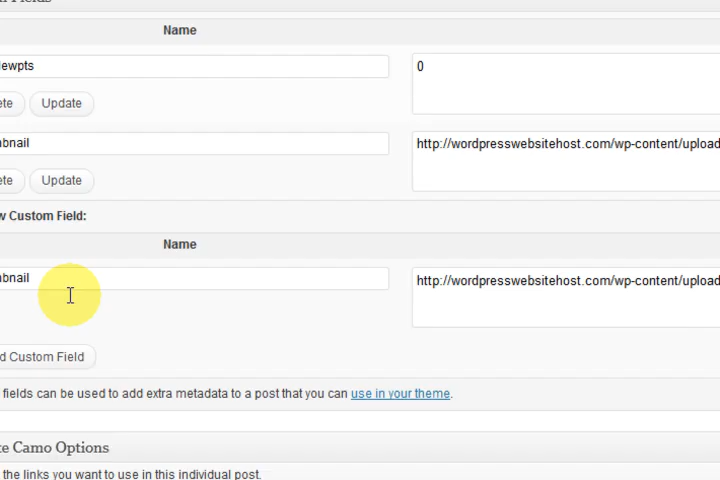 Name
ewpts
0
ete Update
bnail
http://wordpresswebsitehost.com/wp-content/upload
ete Update
w Custom Field:
Name
bnail
http://wordpresswebsitehost.com/wp-content/upload
d Custom Field
fields can be used to add extra metadata to a post that you can use in your theme.
te Camo Options
the links you want to use in this individual post.